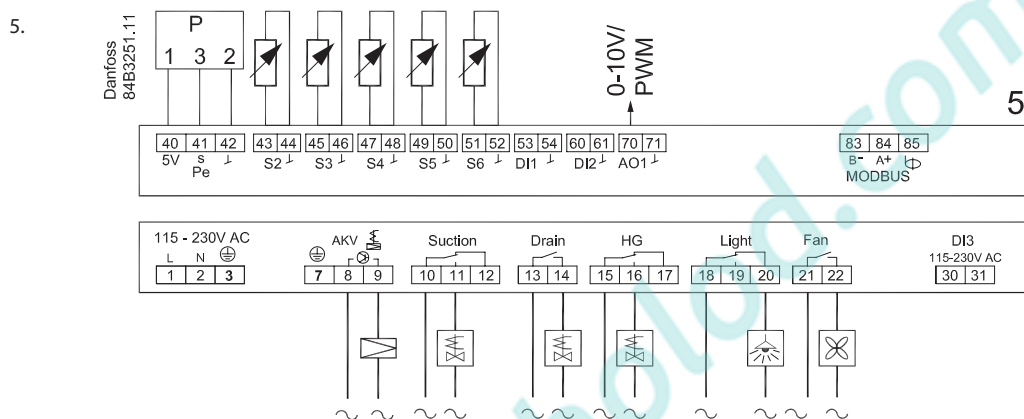 5.
Danfoss
84B3251.11
P
1 3 2
0-10V/
PWM
5
40 41 42 43 44 45 46 47 48 49 50 51 52 53 54 60 61 70 71 83 84 85
5V s ⊥ S2 ⊥ S3 ⊥ S4 ⊥ S5 ⊥ S6 ⊥ DI1 ⊥ DI2 ⊥ AO1 ⊥ B- A+
Pe MODBUS
115 - 230V AC AKV Suction Drain HG Light Fan DI3
L N 115-230V AC
1 2 3 7 8 9 10 11 12 13 14 15 16 17 18 19 20 21 22 30 31
olod.com